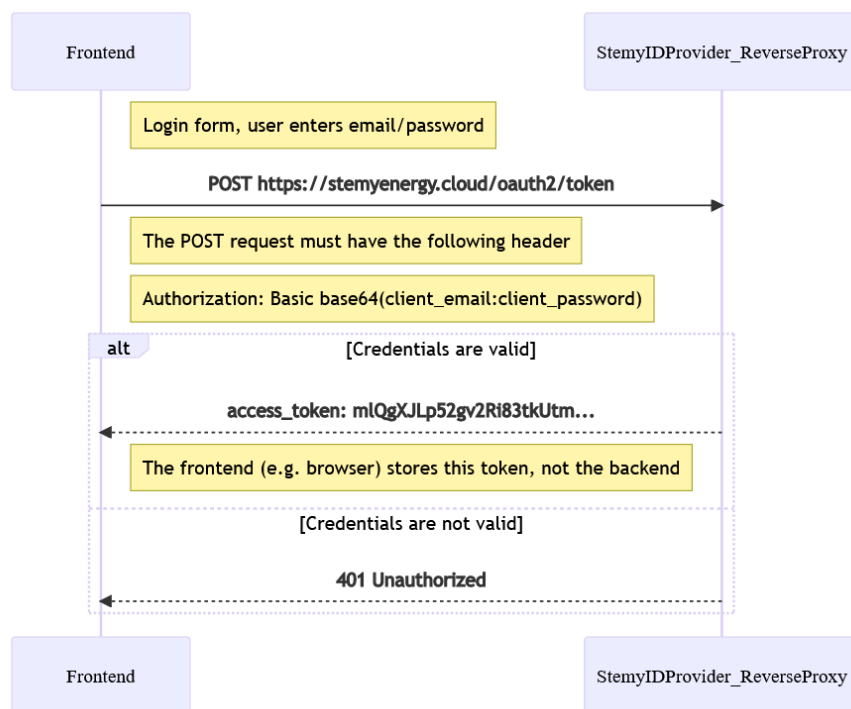 Frontend
StemyIDProvider_ReverseProxy
Login form, user enters email/password
POST https://stemyenergy.cloud/oauth2/token
The POST request must have the following header
Authorization: Basic base64(client_email:client_password)
alt
[Credentials are valid]
access_token: mlQgXJLp52gv2Ri83tkUtm...
The frontend (e.g. browser) stores this token, not the backend
[Credentials are not valid]
401 Unauthorized
Frontend
StemyIDProvider_ReverseProxy